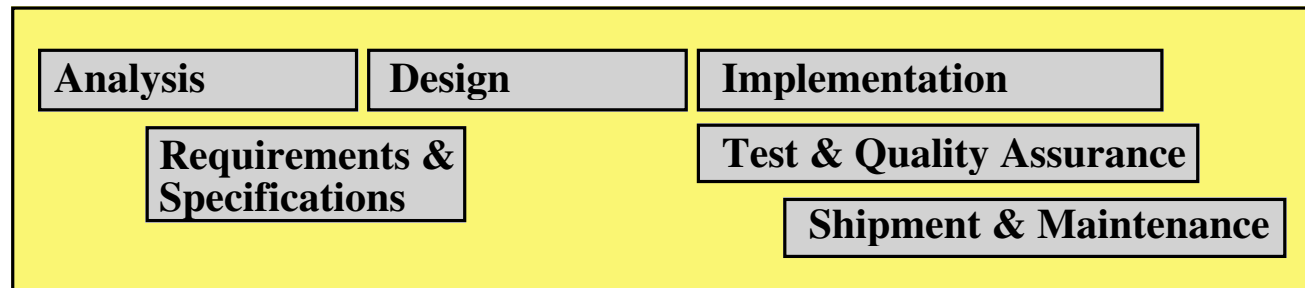 Analysis
Design
Implementation
Requirements &
Specifications
Test & Quality Assurance
Shipment & Maintenance